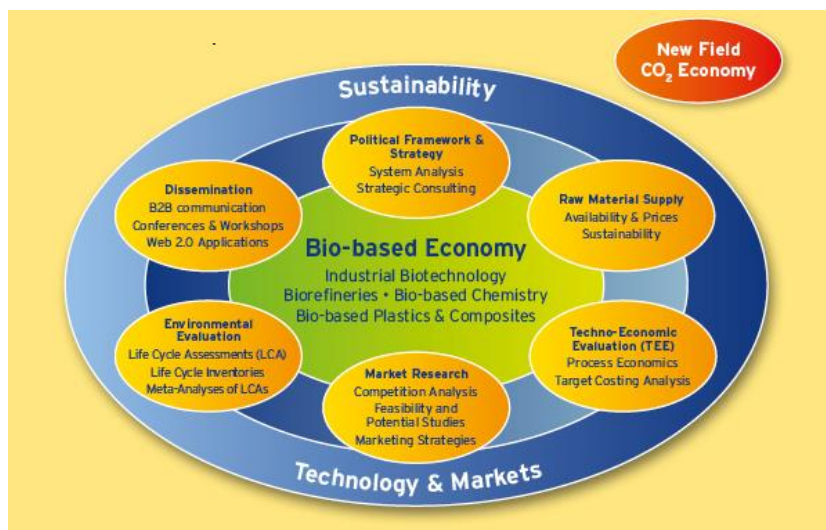 New Field
CO₂ Economy
Sustainability
Political Framework &
Strategy
System Analysis
Strategic Consulting
Dissemination
B2B communication
Conferences & Workshops
Web 2.0 Applications
Raw Material Supply
Availability & Prices
Sustainability
Bio-based Economy
Industrial Biotechnology
Biorefineries • Bio-based Chemistry
Bio-based Plastics & Composites
Environmental
Evaluation
Life Cycle Assessments (LCA)
Life Cycle Inventories
Meta-Analyses of LCAs
Market Research
Competition Analysis
Feasibility and
Potential Studies
Marketing Strategies
Techno-Economic
Evaluation (TEE)
Process Economics
Target Costing Analysis
Technology & Markets